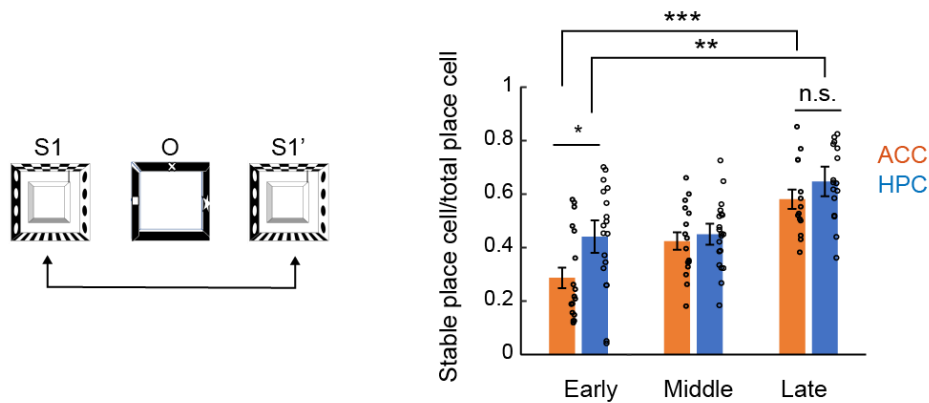 S1 O S1'
Stable place cell/total place cell
1
0.8
0.6
0.4
0.2
0
***
**
*
n.s.
Early Middle Late
ACC
HPC